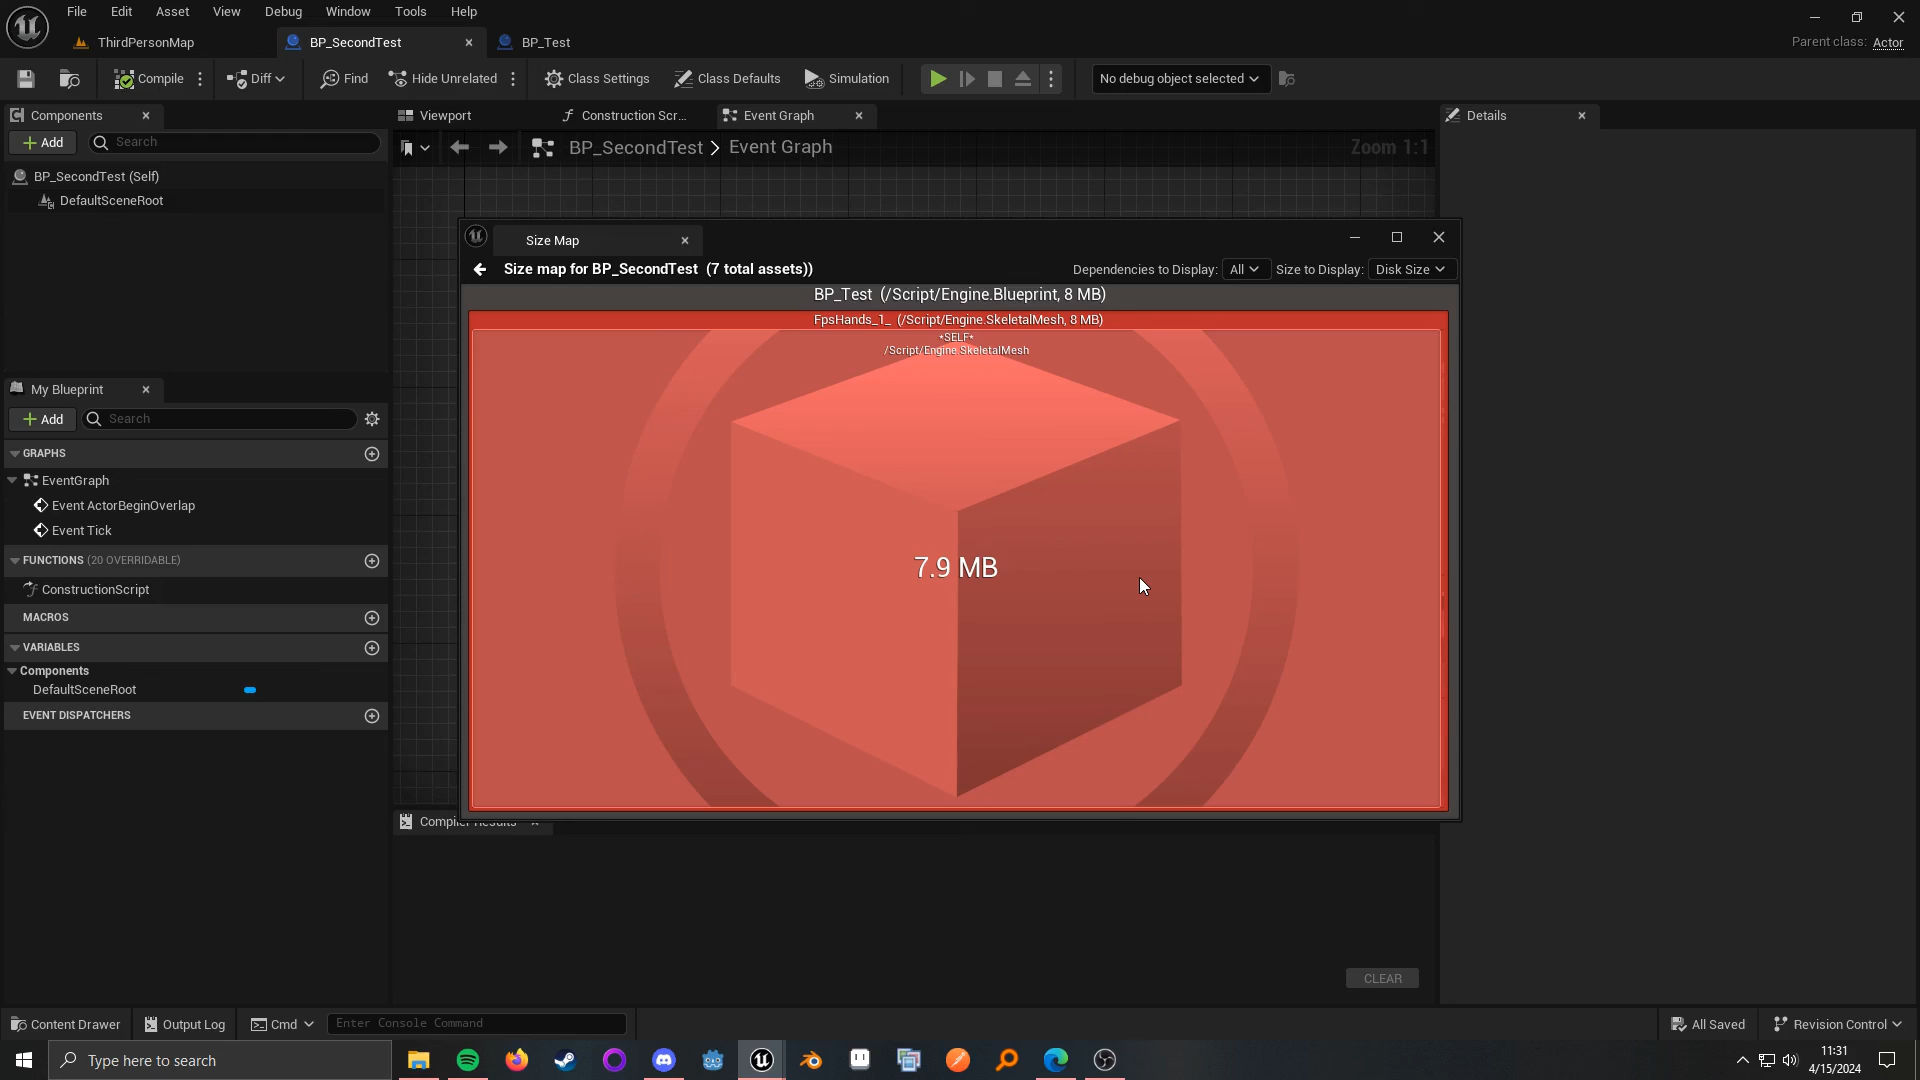 File Edit Asset View Debug Window Tools Help
ThirdPersonMap BP_SecondTest BP_Test
Parent class: Actor
Compile Diff Find Hide Unrelated Class Settings Class Defaults Simulation No debug object selected
Components
Add Search
BP_SecondTest (Self)
DefaultSceneRoot
Viewport Construction Scr... Event Graph
BP_SecondTest > Event Graph Zoom 1:1
Details
Size Map
Size map for BP_SecondTest (7 total assets)) Dependencies to Display: All Size to Display: Disk Size
BP_Test (/Script/Engine.Blueprint, 8 MB)
FpsHands_1_ (/Script/Engine.SkeletalMesh, 8 MB)
*SELF*
/Script/Engine.SkeletalMesh
7.9 MB
My Blueprint
Add Search
GRAPHS
EventGraph
Event ActorBeginOverlap
Event Tick
FUNCTIONS (20 OVERRIDABLE)
ConstructionScript
MACROS
VARIABLES
Components
DefaultSceneRoot
EVENT DISPATCHERS
Compiler Results
CLEAR
Content Drawer Output Log Cmd Enter Console Command All Saved Revision Control
Type here to search
11:31
4/15/2024